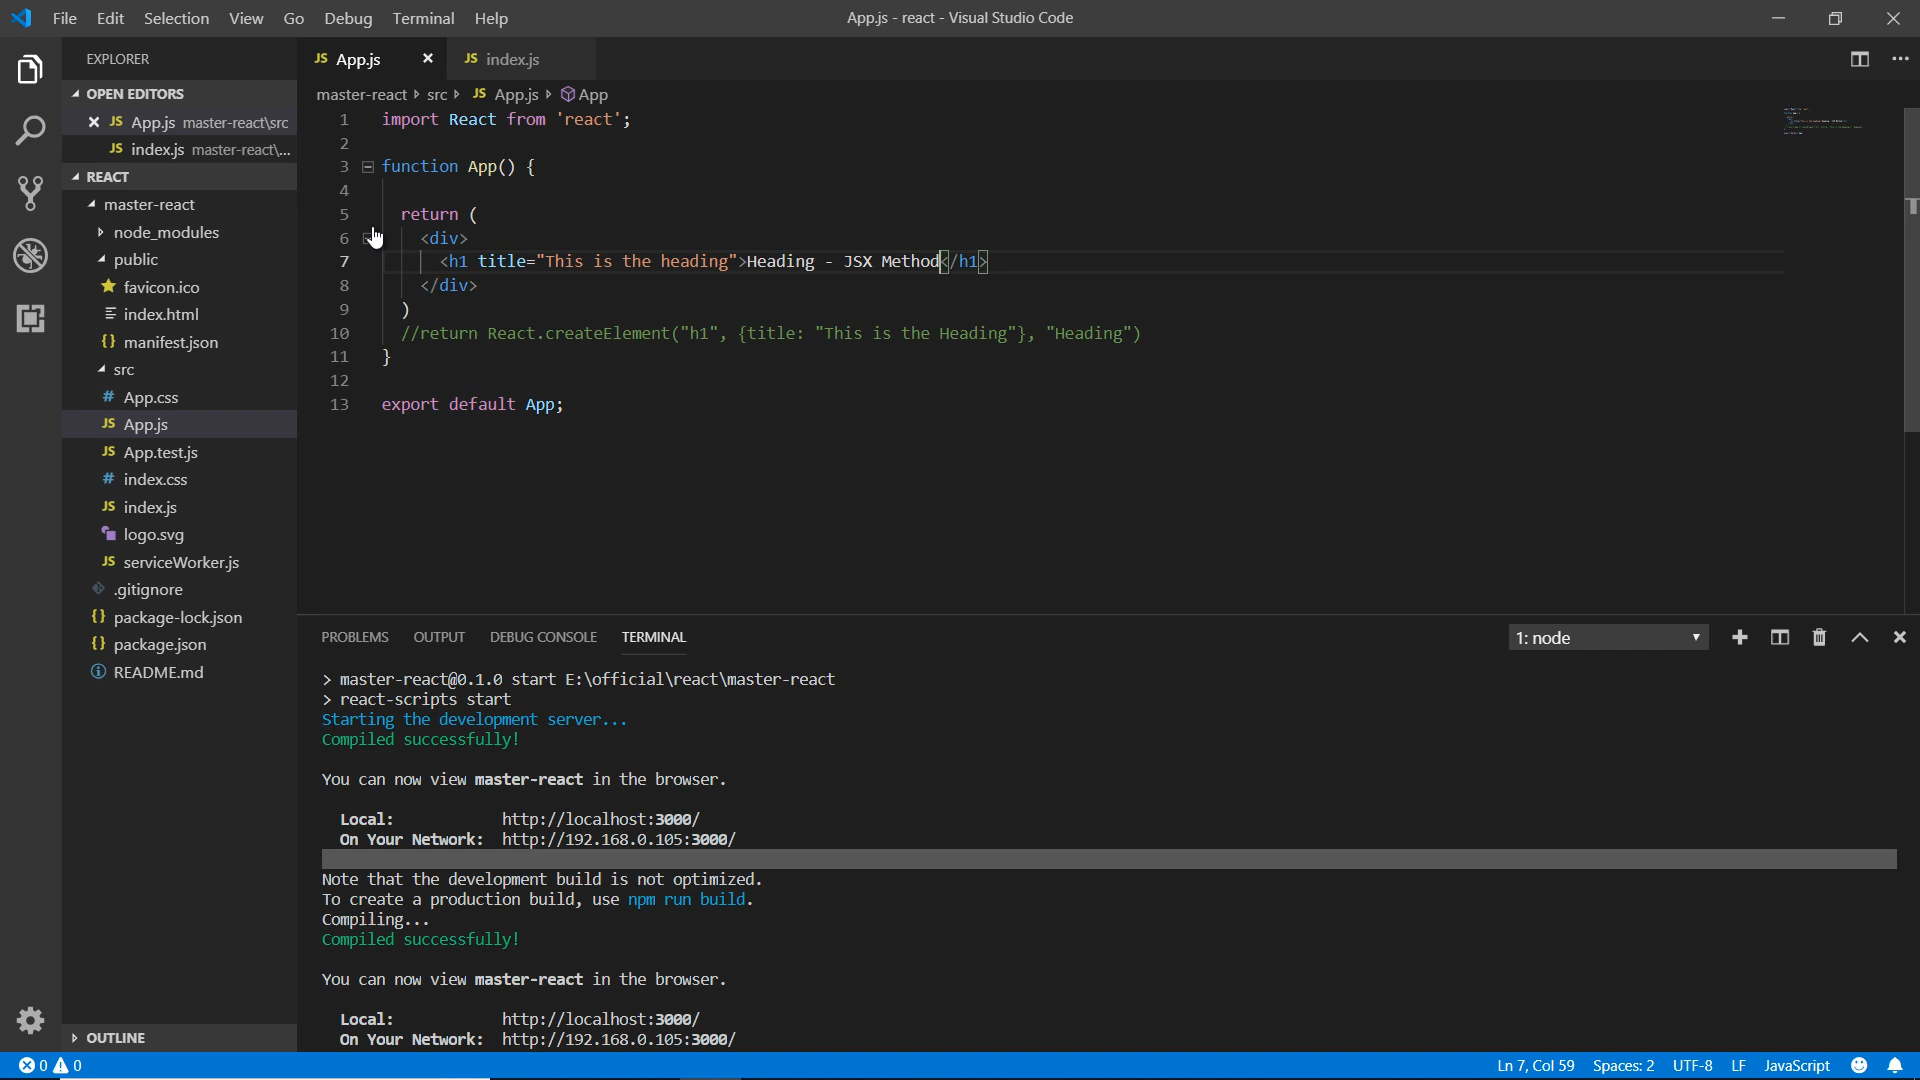 File Edit Selection View Go Debug Terminal Help
App.js - react - Visual Studio Code
EXPLORER
OPEN EDITORS
JS App.js master-react\src
JS index.js master-react\...
REACT
master-react
node_modules
public
favicon.ico
index.html
{} manifest.json
src
# App.css
JS App.js
JS App.test.js
# index.css
JS index.js
logo.svg
JS serviceWorker.js
.gitignore
{} package-lock.json
{} package.json
README.md
OUTLINE
JS App.js JS index.js
master-react src JS App.js App
1 import React from 'react';
2
3 function App() {
4
5 return (
6 <div>
7 <h1 title="This is the heading">Heading - JSX Method</h1>
8 </div>
9 )
10 //return React.createElement("h1", {title: "This is the Heading"}, "Heading")
11 }
12
13 export default App;
PROBLEMS OUTPUT DEBUG CONSOLE TERMINAL 1: node
> master-react@0.1.0 start E:\official\react\master-react
> react-scripts start
Starting the development server...
Compiled successfully!
You can now view master-react in the browser.
Local: http://localhost:3000/
On Your Network: http://192.168.0.105:3000/
Note that the development build is not optimized.
To create a production build, use npm run build.
Compiling...
Compiled successfully!
You can now view master-react in the browser.
Local: http://localhost:3000/
On Your Network: http://192.168.0.105:3000/
0 0 Ln 7, Col 59 Spaces: 2 UTF-8 LF JavaScript